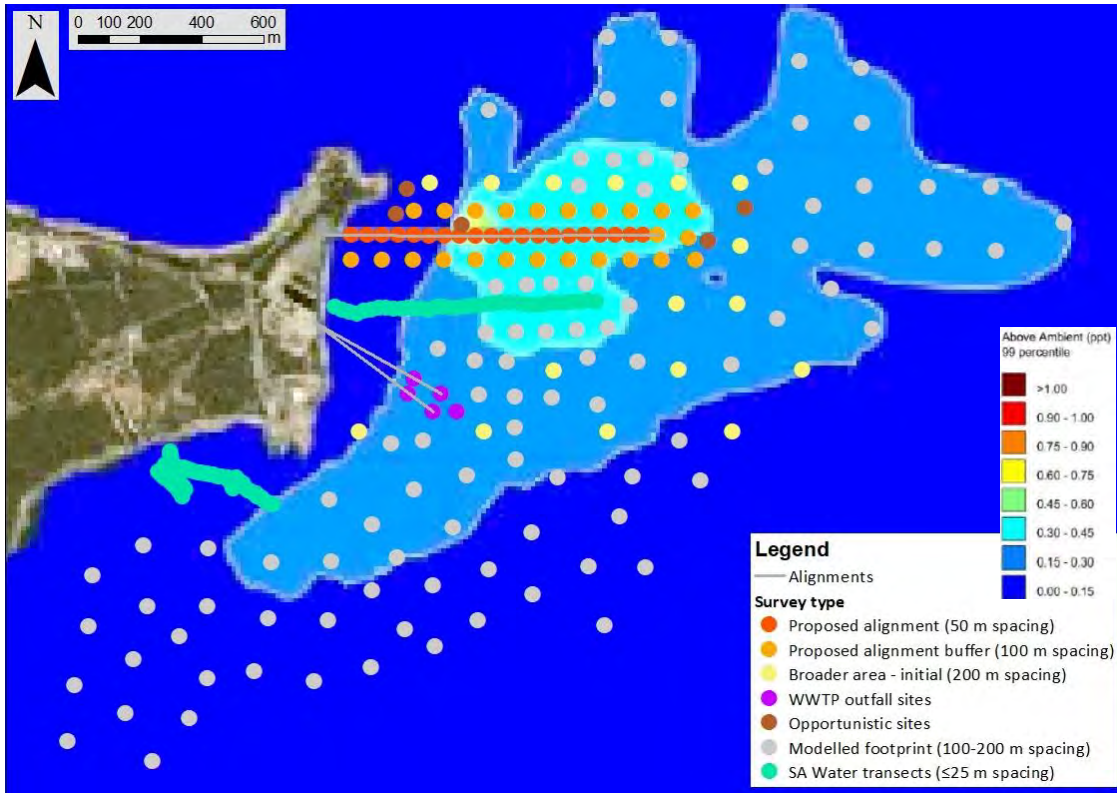 N
0 100 200 400 600
m
Above Ambient (ppt)
99 percentile
>1.00
0.90 - 1.00
0.75 - 0.90
0.60 - 0.75
0.45 - 0.60
0.30 - 0.45
0.15 - 0.30
0.00 - 0.15
Legend
Alignments
Survey type
Proposed alignment (50 m spacing)
Proposed alignment buffer (100 m spacing)
Broader area - initial (200 m spacing)
WWTP outfall sites
Opportunistic sites
Modelled footprint (100-200 m spacing)
SA Water transects (≤25 m spacing)